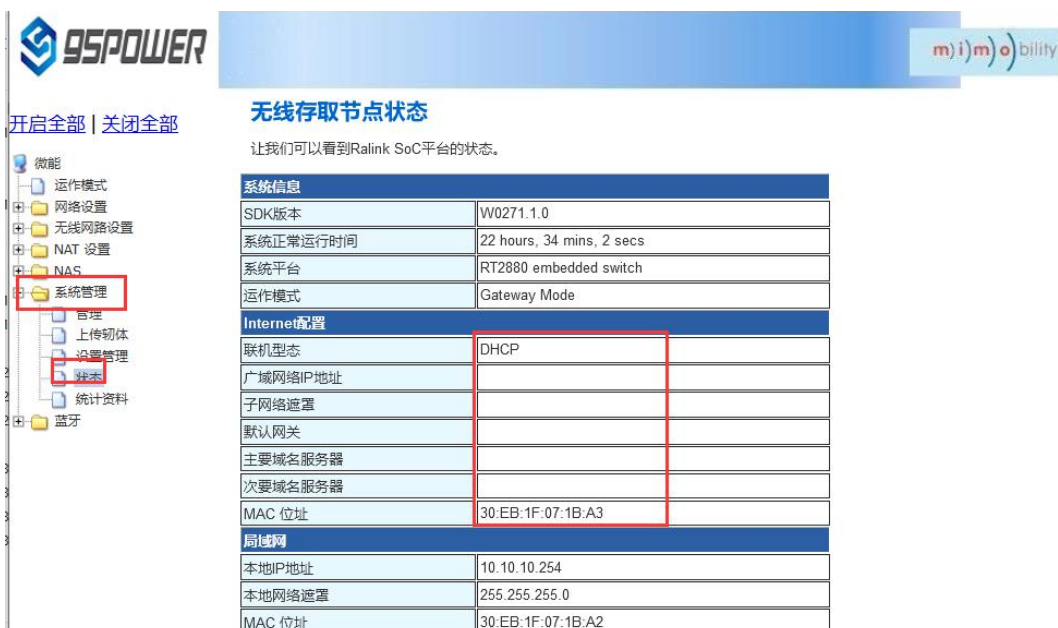 95POWER
m)i)m)o)bility
开启全部 | 关闭全部
微能
运作模式
网络设置
无线网路设置
NAT 设置
NAS
系统管理
管理
上传轫体
设置管理
状态
统计资料
蓝牙
无线存取节点状态
让我们可以看到Ralink SoC平台的状态。
系统信息
SDK版本 W0271.1.0
系统正常运行时间 22 hours, 34 mins, 2 secs
系统平台 RT2880 embedded switch
运作模式 Gateway Mode
Internet配置
联机型态 DHCP
广域网络IP地址
子网络遮罩
默认网关
主要域名服务器
次要域名服务器
MAC 位址 30:EB:1F:07:1B:A3
局域网
本地IP地址 10.10.10.254
本地网络遮罩 255.255.255.0
MAC 位址 30:EB:1F:07:1B:A2